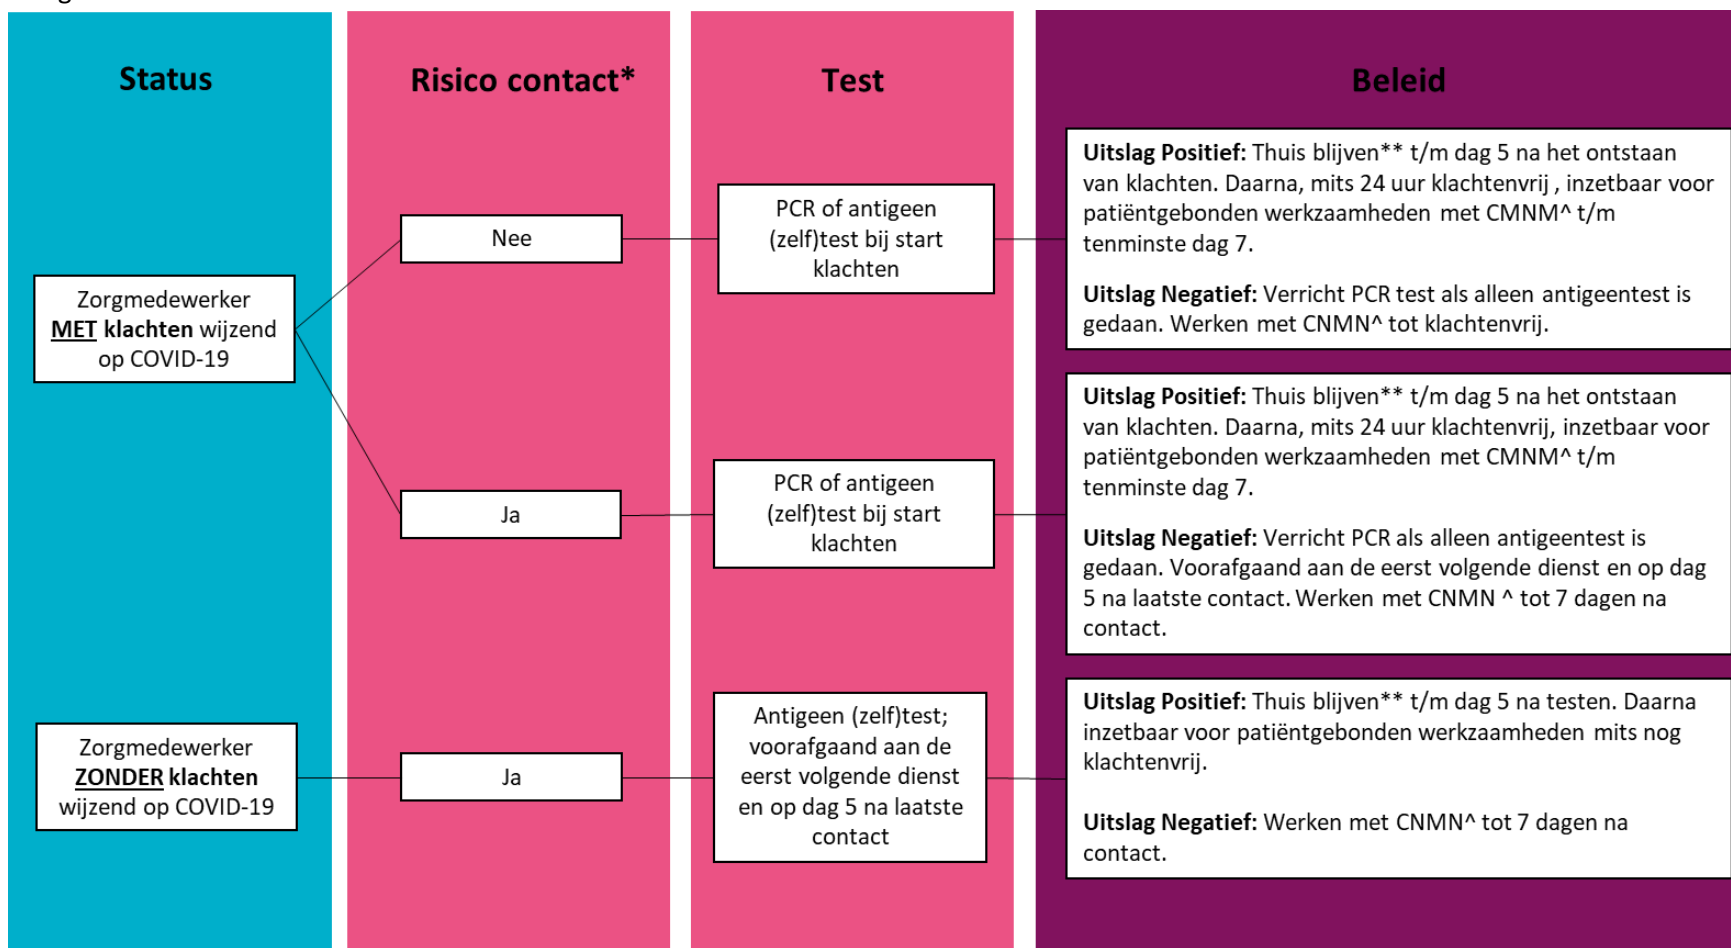 Status
Risico contact*
Test
Beleid
Zorgmedewerker
MET klachten wijzend
op COVID-19
Nee
PCR of antigeen
(zelf)test bij start
klachten
Uitslag Positief: Thuis blijven** t/m dag 5 na het ontstaan
van klachten. Daarna, mits 24 uur klachtenvrij , inzetbaar voor
patiëntgebonden werkzaamheden met CMNM^ t/m
tenminste dag 7.
Uitslag Negatief: Verricht PCR test als alleen antigeentest is
gedaan. Werken met CNMN^ tot klachtenvrij.
Ja
PCR of antigeen
(zelf)test bij start
klachten
Uitslag Positief: Thuis blijven** t/m dag 5 na het ontstaan
van klachten. Daarna, mits 24 uur klachtenvrij, inzetbaar voor
patiëntgebonden werkzaamheden met CMNM^ t/m
tenminste dag 7.
Uitslag Negatief: Verricht PCR als alleen antigeentest is
gedaan. Voorafgaand aan de eerst volgende dienst en op dag
5 na laatste contact. Werken met CNMN ^ tot 7 dagen na
contact.
Zorgmedewerker
ZONDER klachten
wijzend op COVID-19
Ja
Antigeen (zelf)test;
voorafgaand aan de
eerst volgende dienst
en op dag 5 na laatste
contact
Uitslag Positief: Thuis blijven** t/m dag 5 na testen. Daarna
inzetbaar voor patiëntgebonden werkzaamheden mits nog
klachtenvrij.
Uitslag Negatief: Werken met CNMN^ tot 7 dagen na
contact.